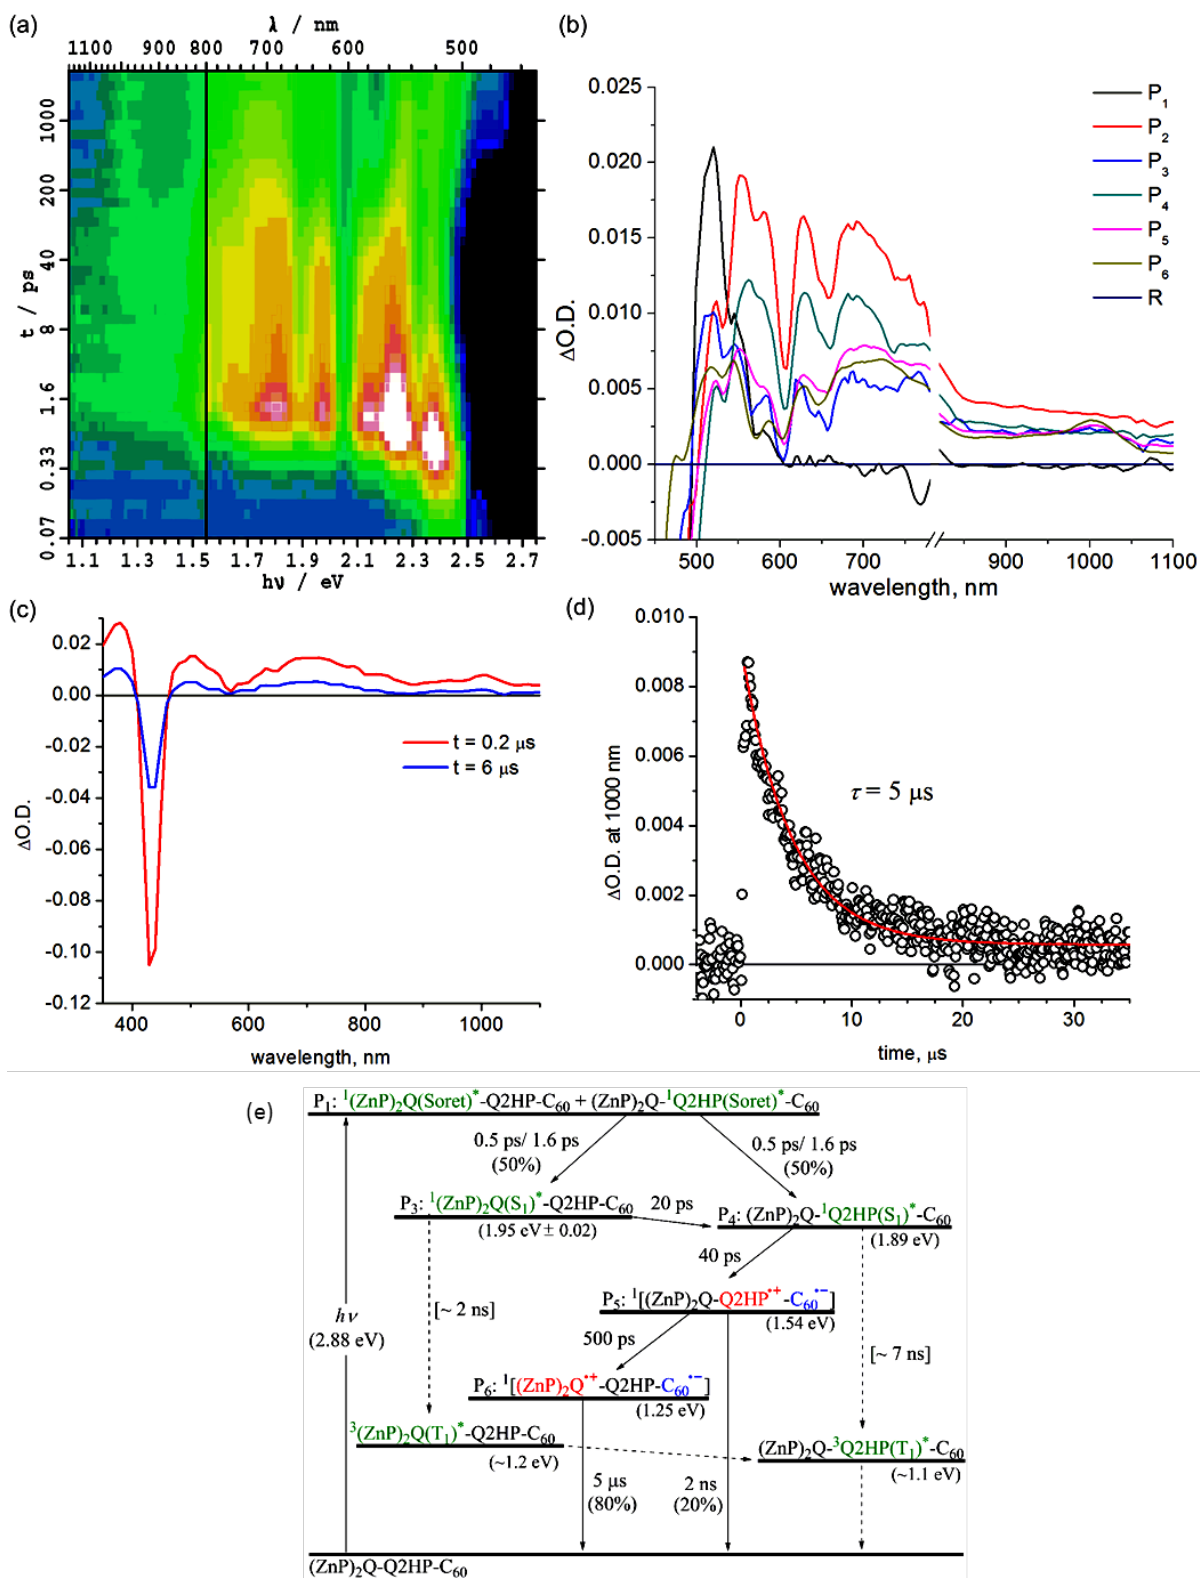 (a)
λ / nm
1100 900 800 700 600 500
t / ps
1000
200
40
8
1.6
0.33
0.07
1.1 1.3 1.5 1.7 1.9 2.1 2.3 2.5 2.7
hν / eV
(b)
ΔO.D.
0.025
0.020
0.015
0.010
0.005
0.000
-0.005
P₁
P₂
P₃
P₄
P₅
P₆
R
500 600 700 900 1000 1100
wavelength, nm
(c)
ΔO.D.
0.02
0.00
-0.02
-0.04
-0.06
-0.08
-0.10
-0.12
t = 0.2 μs
t = 6 μs
400 600 800 1000
wavelength, nm
(d)
ΔO.D. at 1000 nm
0.010
0.008
0.006
0.004
0.002
0.000
τ = 5 μs
0 10 20 30
time, μs
(e)
P₁: ¹(ZnP)₂Q(Soret)*-Q2HP-C₆₀ + (ZnP)₂Q-¹Q2HP(Soret)*-C₆₀
0.5 ps/ 1.6 ps
(50%)
0.5 ps/ 1.6 ps
(50%)
P₃: ¹(ZnP)₂Q(S₁)*-Q2HP-C₆₀
(1.95 eV ± 0.02)
20 ps
P₄: (ZnP)₂Q-¹Q2HP(S₁)*-C₆₀
(1.89 eV)
40 ps
P₅: ¹[(ZnP)₂Q-Q2HP•⁺-C₆₀•⁻]
(1.54 eV)
hν
(2.88 eV)
[~ 2 ns]
500 ps
[~ 7 ns]
P₆: ¹[(ZnP)₂Q•⁺-Q2HP-C₆₀•⁻]
(1.25 eV)
³(ZnP)₂Q(T₁)*-Q2HP-C₆₀
(~1.2 eV)
(ZnP)₂Q-³Q2HP(T₁)*-C₆₀
(~1.1 eV)
5 μs
(80%)
2 ns
(20%)
(ZnP)₂Q-Q2HP-C₆₀